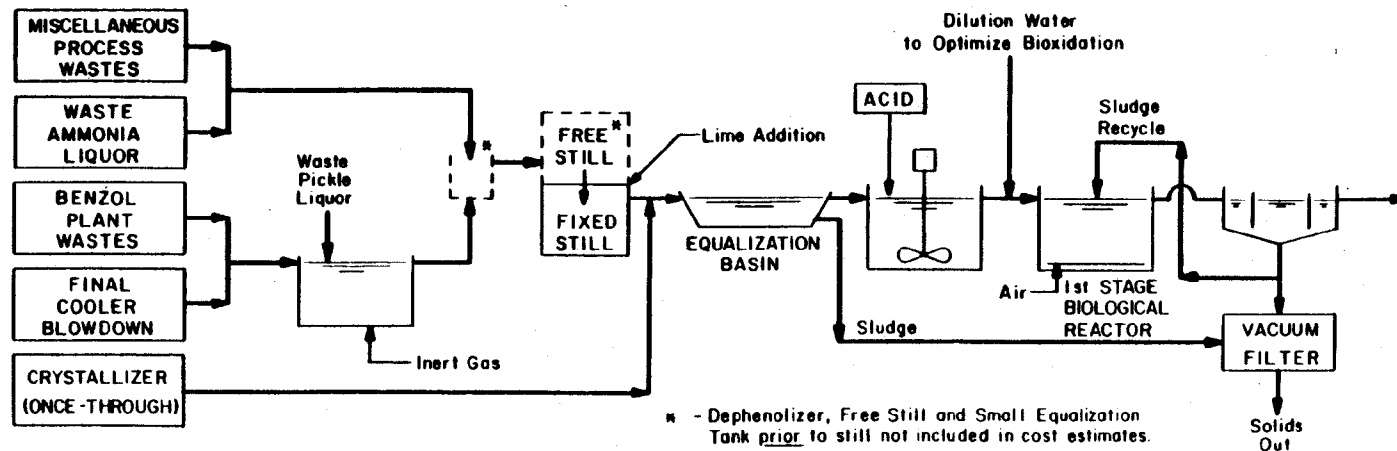 MISCELLANEOUS
PROCESS
WASTES
WASTE
AMMONIA
LIQUOR
BENZOL
PLANT
WASTES
FINAL
COOLER
BLOWDOWN
CRYSTALLIZER
(ONCE-THROUGH)
Waste
Pickle
Liquor
Inert Gas
*
FREE *
STILL
FIXED
STILL
Lime Addition
EQUALIZATION
BASIN
Sludge
ACID
Dilution Water
to Optimize Bioxidation
Sludge
Recycle
Air
1st STAGE
BIOLOGICAL
REACTOR
VACUUM
FILTER
Solids
Out
* - Dephenolizer, Free Still and Small Equalization
Tank prior to still not included in cost estimates.